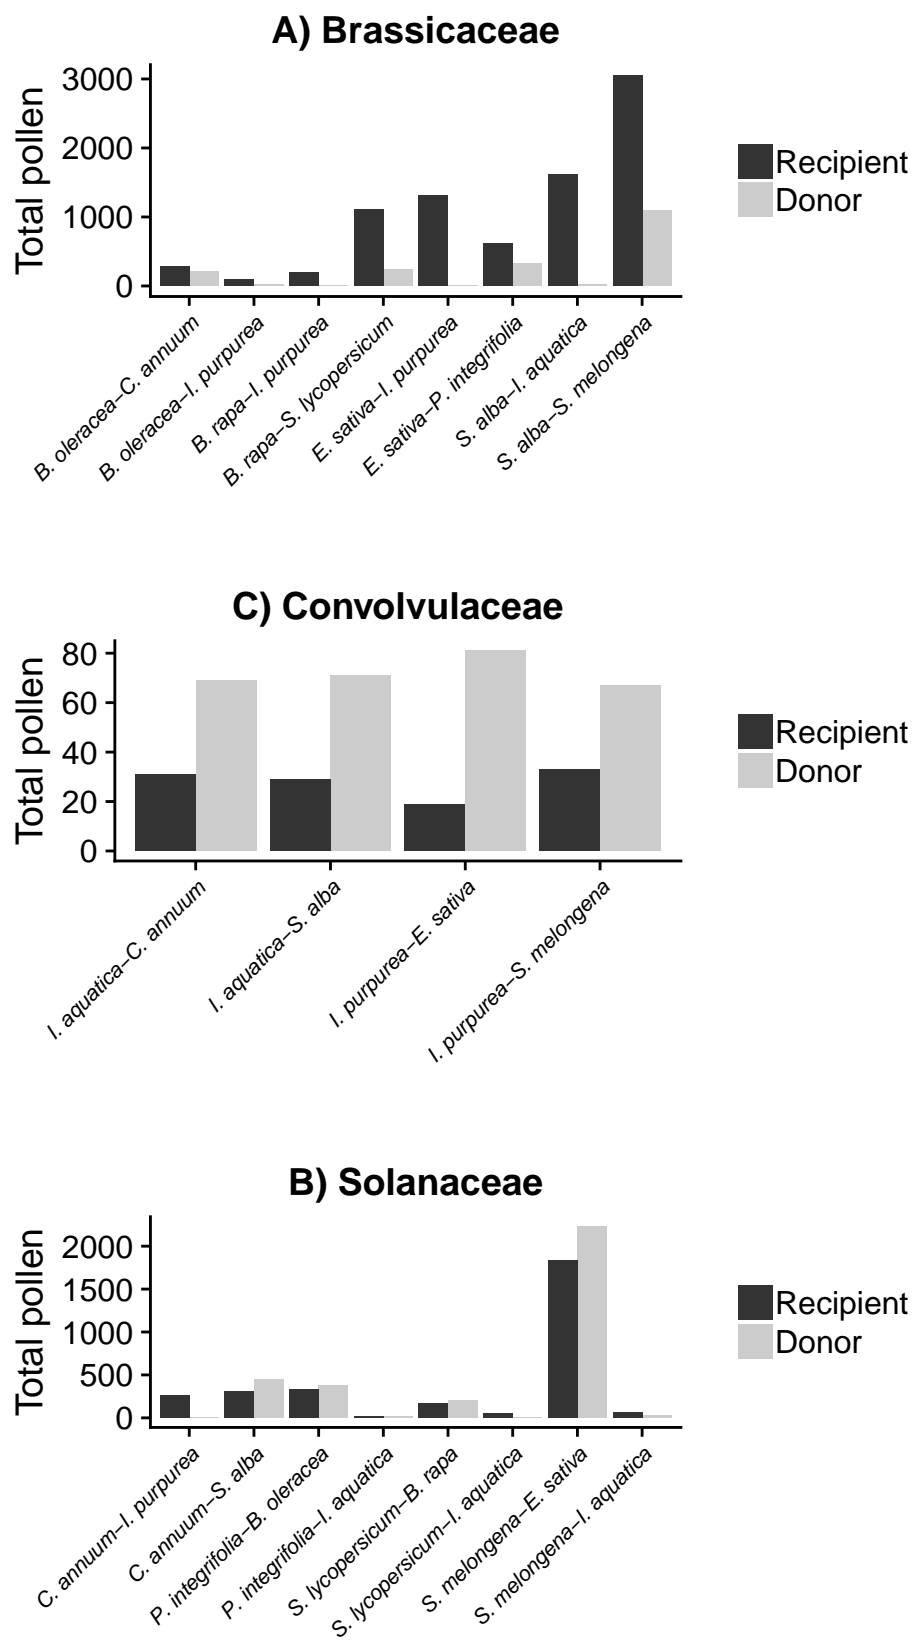 A) Brassicaceae
Total pollen
3000
2000
1000
0
Recipient
Donor
B. oleracea–C. annuum
B. oleracea–I. purpurea
B. rapa–I. purpurea
B. rapa–S. lycopersicum
E. sativa–I. purpurea
E. sativa–P. integrifolia
S. alba–I. aquatica
S. alba–S. melongena
C) Convolvulaceae
Total pollen
80
60
40
20
0
Recipient
Donor
I. aquatica–C. annuum
I. aquatica–S. alba
I. purpurea–E. sativa
I. purpurea–S. melongena
B) Solanaceae
Total pollen
2000
1500
1000
500
0
Recipient
Donor
C. annuum–I. purpurea
C. annuum–S. alba
P. integrifolia–B. oleracea
P. integrifolia–I. aquatica
S. lycopersicum–B. rapa
S. lycopersicum–I. aquatica
S. melongena–E. sativa
S. melongena–I. aquatica